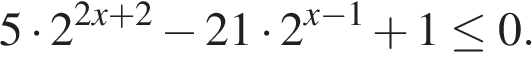 5 · 2^{2x+2} − 21 · 2^{x−1} + 1 ≤ 0.